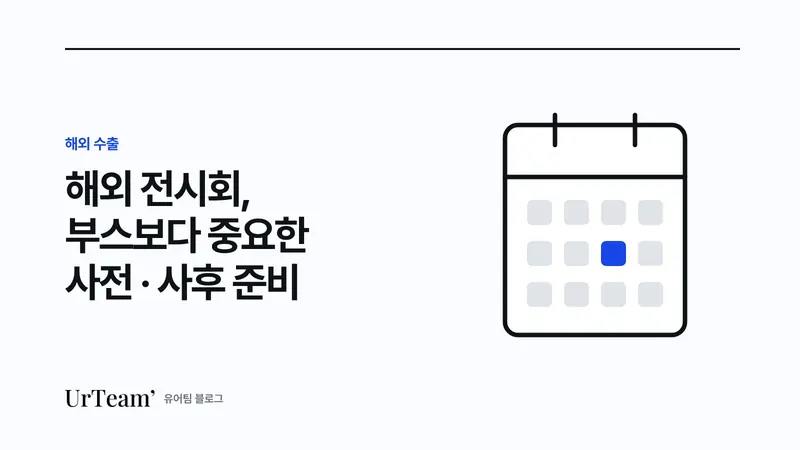 해외 수출
해외 전시회,
부스보다 중요한
사전 · 사후 준비
UrTeam’ 유어팀 블로그